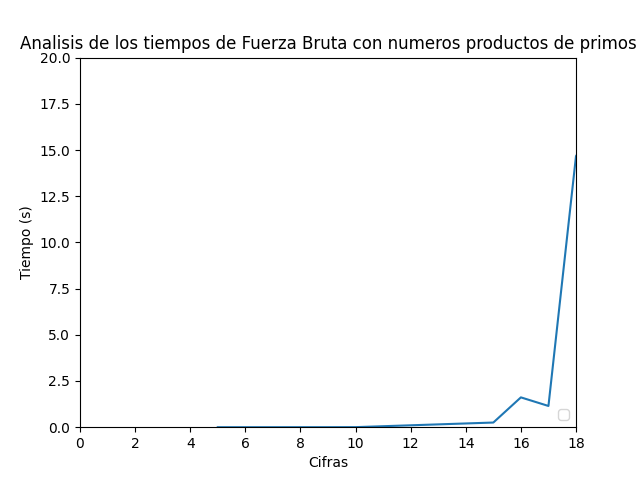 Analisis de los tiempos de Fuerza Bruta con numeros productos de primos
20.0
17.5
15.0
12.5
10.0
7.5
5.0
2.5
0.0
Tiempo (s)
0 2 4 6 8 10 12 14 16 18
Cifras